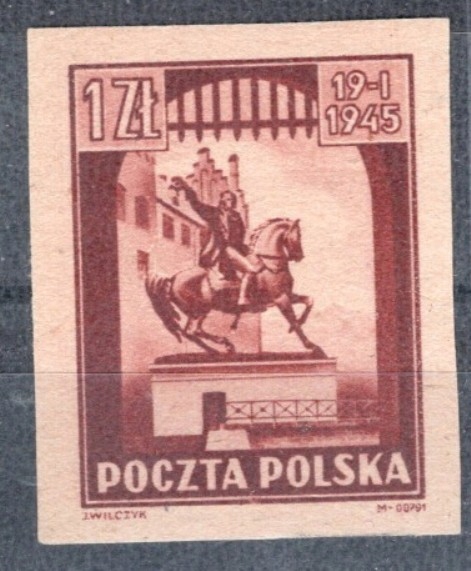 1 ZŁ
19-I
1945
POCZTA POLSKA
J.WILCZYK
M-00791